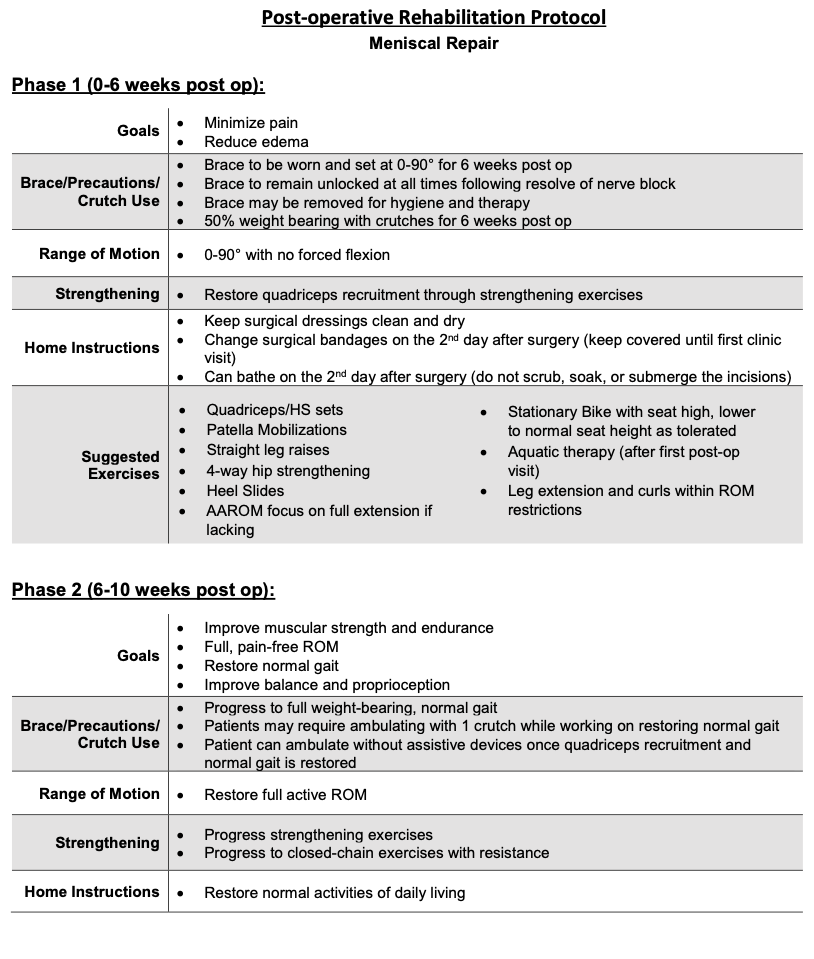 Post-operative Rehabilitation Protocol
Meniscal Repair
Phase 1 (0-6 weeks post op):
Goals
• Minimize pain
• Reduce edema
Brace/Precautions/
Crutch Use
• Brace to be worn and set at 0-90° for 6 weeks post op
• Brace to remain unlocked at all times following resolve of nerve block
• Brace may be removed for hygiene and therapy
• 50% weight bearing with crutches for 6 weeks post op
Range of Motion
• 0-90° with no forced flexion
Strengthening
• Restore quadriceps recruitment through strengthening exercises
Home Instructions
• Keep surgical dressings clean and dry
• Change surgical bandages on the 2nd day after surgery (keep covered until first clinic
visit)
• Can bathe on the 2nd day after surgery (do not scrub, soak, or submerge the incisions)
Suggested
Exercises
• Quadriceps/HS sets
• Patella Mobilizations
• Straight leg raises
• 4-way hip strengthening
• Heel Slides
• AAROM focus on full extension if
lacking
• Stationary Bike with seat high, lower
to normal seat height as tolerated
• Aquatic therapy (after first post-op
visit)
• Leg extension and curls within ROM
restrictions
Phase 2 (6-10 weeks post op):
Goals
• Improve muscular strength and endurance
• Full, pain-free ROM
• Restore normal gait
• Improve balance and proprioception
Brace/Precautions/
Crutch Use
• Progress to full weight-bearing, normal gait
• Patients may require ambulating with 1 crutch while working on restoring normal gait
• Patient can ambulate without assistive devices once quadriceps recruitment and
normal gait is restored
Range of Motion
• Restore full active ROM
Strengthening
• Progress strengthening exercises
• Progress to closed-chain exercises with resistance
Home Instructions
• Restore normal activities of daily living